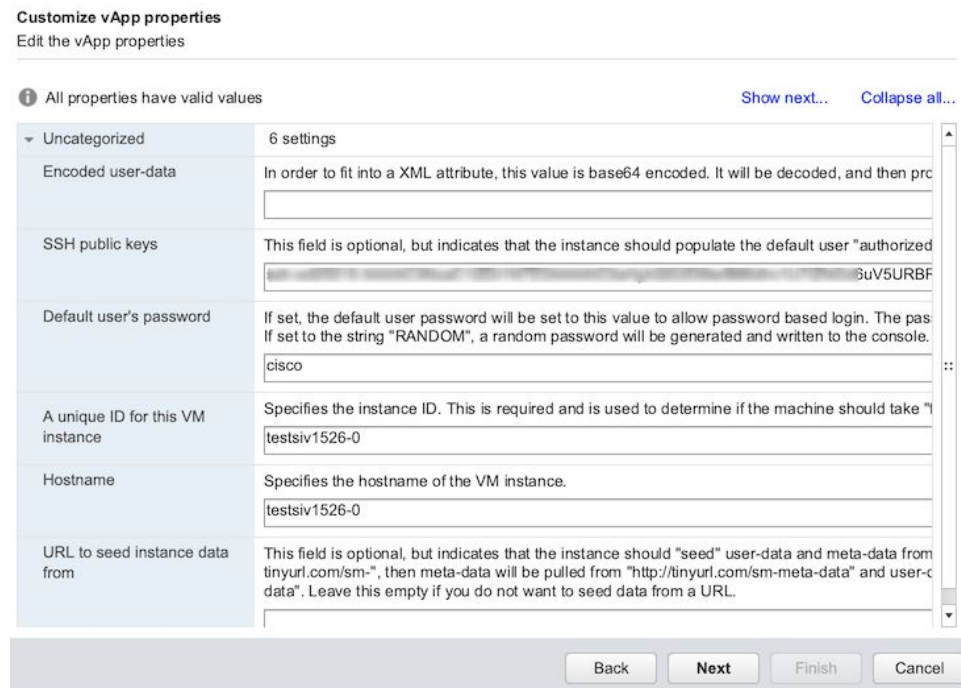 Customize vApp properties
Edit the vApp properties
All properties have valid values
Show next...
Collapse all...
Uncategorized
6 settings
Encoded user-data
In order to fit into a XML attribute, this value is base64 encoded. It will be decoded, and then prc
SSH public keys
This field is optional, but indicates that the instance should populate the default user "authorized
uV5URBF
Default user's password
If set, the default user password will be set to this value to allow password based login. The pas
If set to the string "RANDOM", a random password will be generated and written to the console.
cisco
A unique ID for this VM
instance
Specifies the instance ID. This is required and is used to determine if the machine should take "f
testsiv1526-0
Hostname
Specifies the hostname of the VM instance.
testsiv1526-0
URL to seed instance data
from
This field is optional, but indicates that the instance should "seed" user-data and meta-data from
tinyurl.com/sm-", then meta-data will be pulled from "http://tinyurl.com/sm-meta-data" and user-d
data". Leave this empty if you do not want to seed data from a URL.
Back
Next
Finish
Cancel